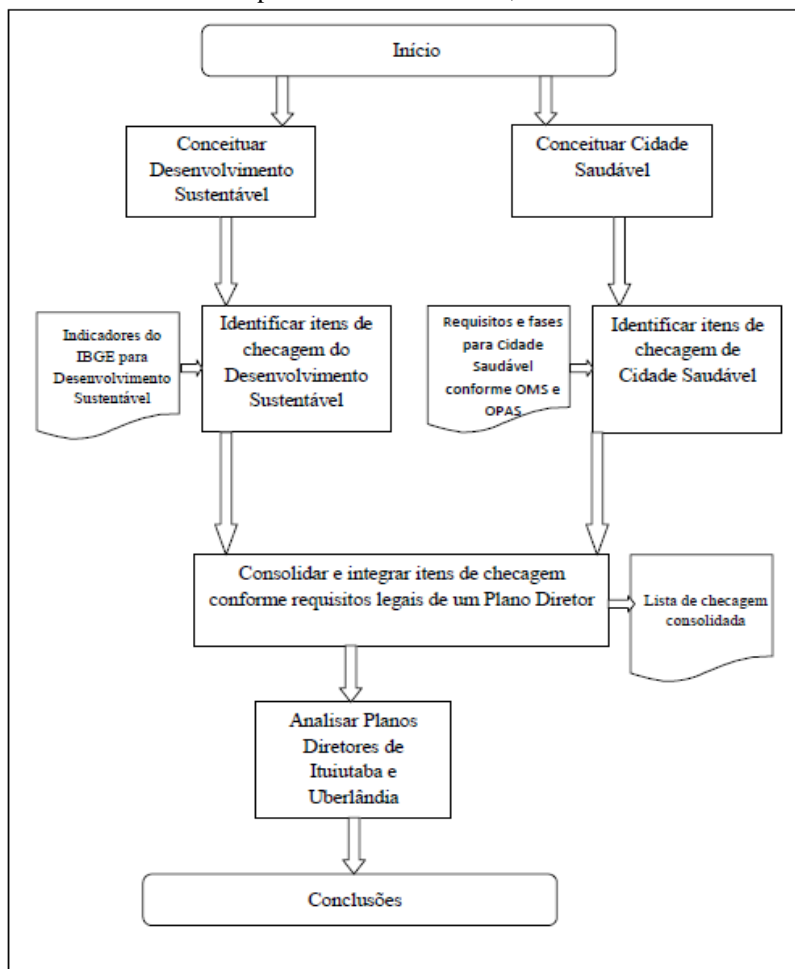 Início
Conceituar
Desenvolvimento
Sustentável
Conceituar Cidade
Saudável
Indicadores do
IBGE para
Desenvolvimento
Sustentável
Identificar itens de
checagem do
Desenvolvimento
Sustentável
Requisitos e fases
para Cidade
Saudável
conforme OMS e
OPAS
Identificar itens de
checagem de
Cidade Saudável
Consolidar e integrar itens de checagem
conforme requisitos legais de um Plano Diretor
Lista de checagem
consolidada
Analisar Planos
Diretores de
Ituiutaba e
Uberlândia
Conclusões